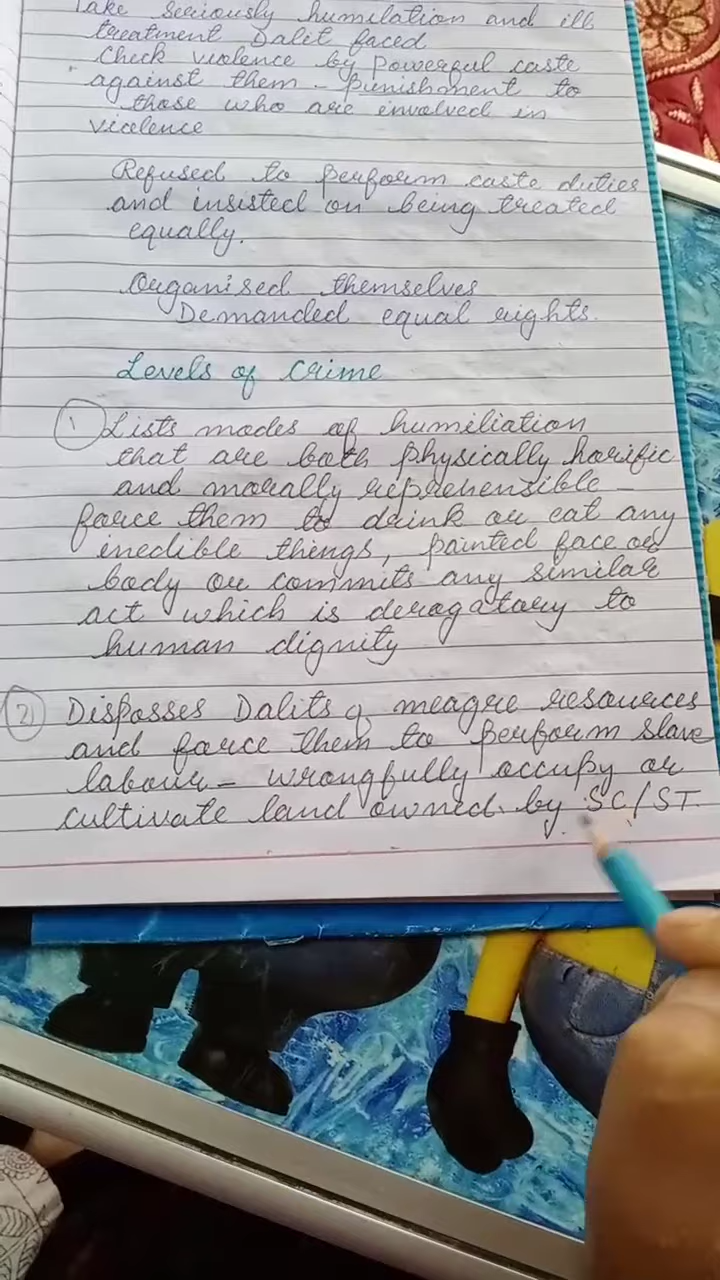 Take seriously humilation and ill
treatment Dalit faced
Check violence by powerful caste
against them - punishment to
those who are involved in
violence
Refused to perform caste duties
and insisted on being treated
equally.
Organised themselves
Demanded equal rights.
Levels of Crime
1 Lists modes of humiliation
that are both physically horific
and morally reprehensible -
force them to drink or eat any
inedible things, painted face or
body or commits any similar
act which is derogatory to
human dignity
2 Disposses Dalits of meagre resources
and force them to perform slave
labour - wrongfully occupy or
cultivate land owned by SC/ST.